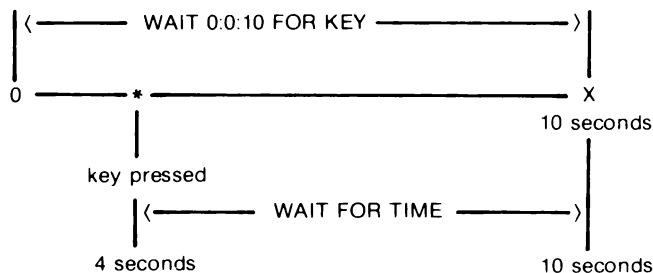 WAIT 0:0:10 FOR KEY
0 * X
10 seconds
key pressed
WAIT FOR TIME
4 seconds 10 seconds